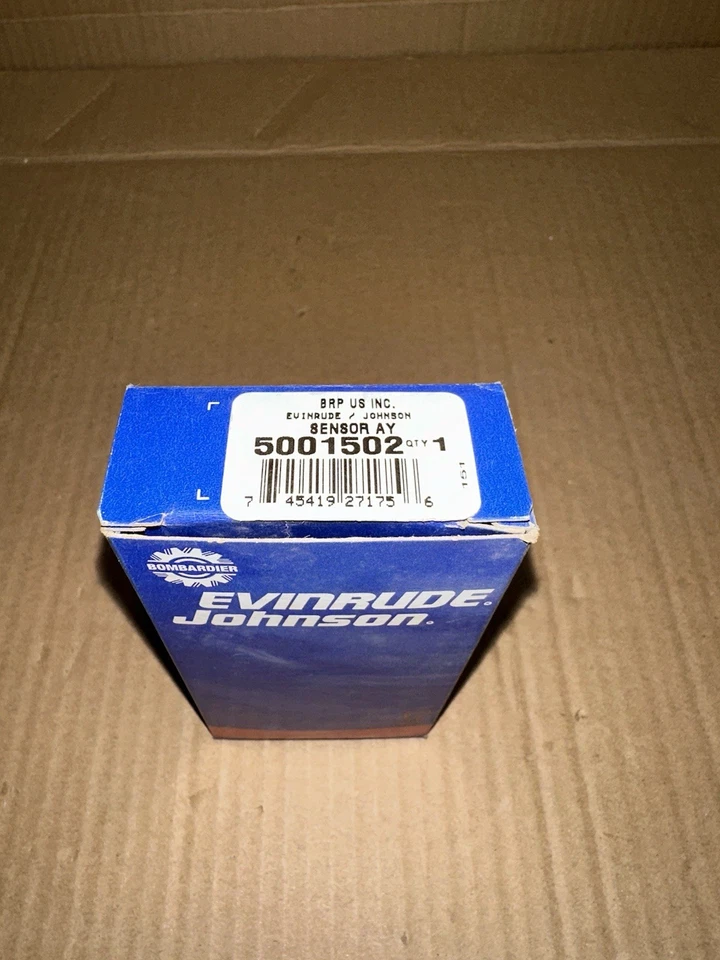 BRP US INC.
EVINRUDE / JOHNSON
SENSOR AY
5001502 QTY 1
151
7 45419 27175 6
BOMBARDIER
EVINRUDE®
Johnson®